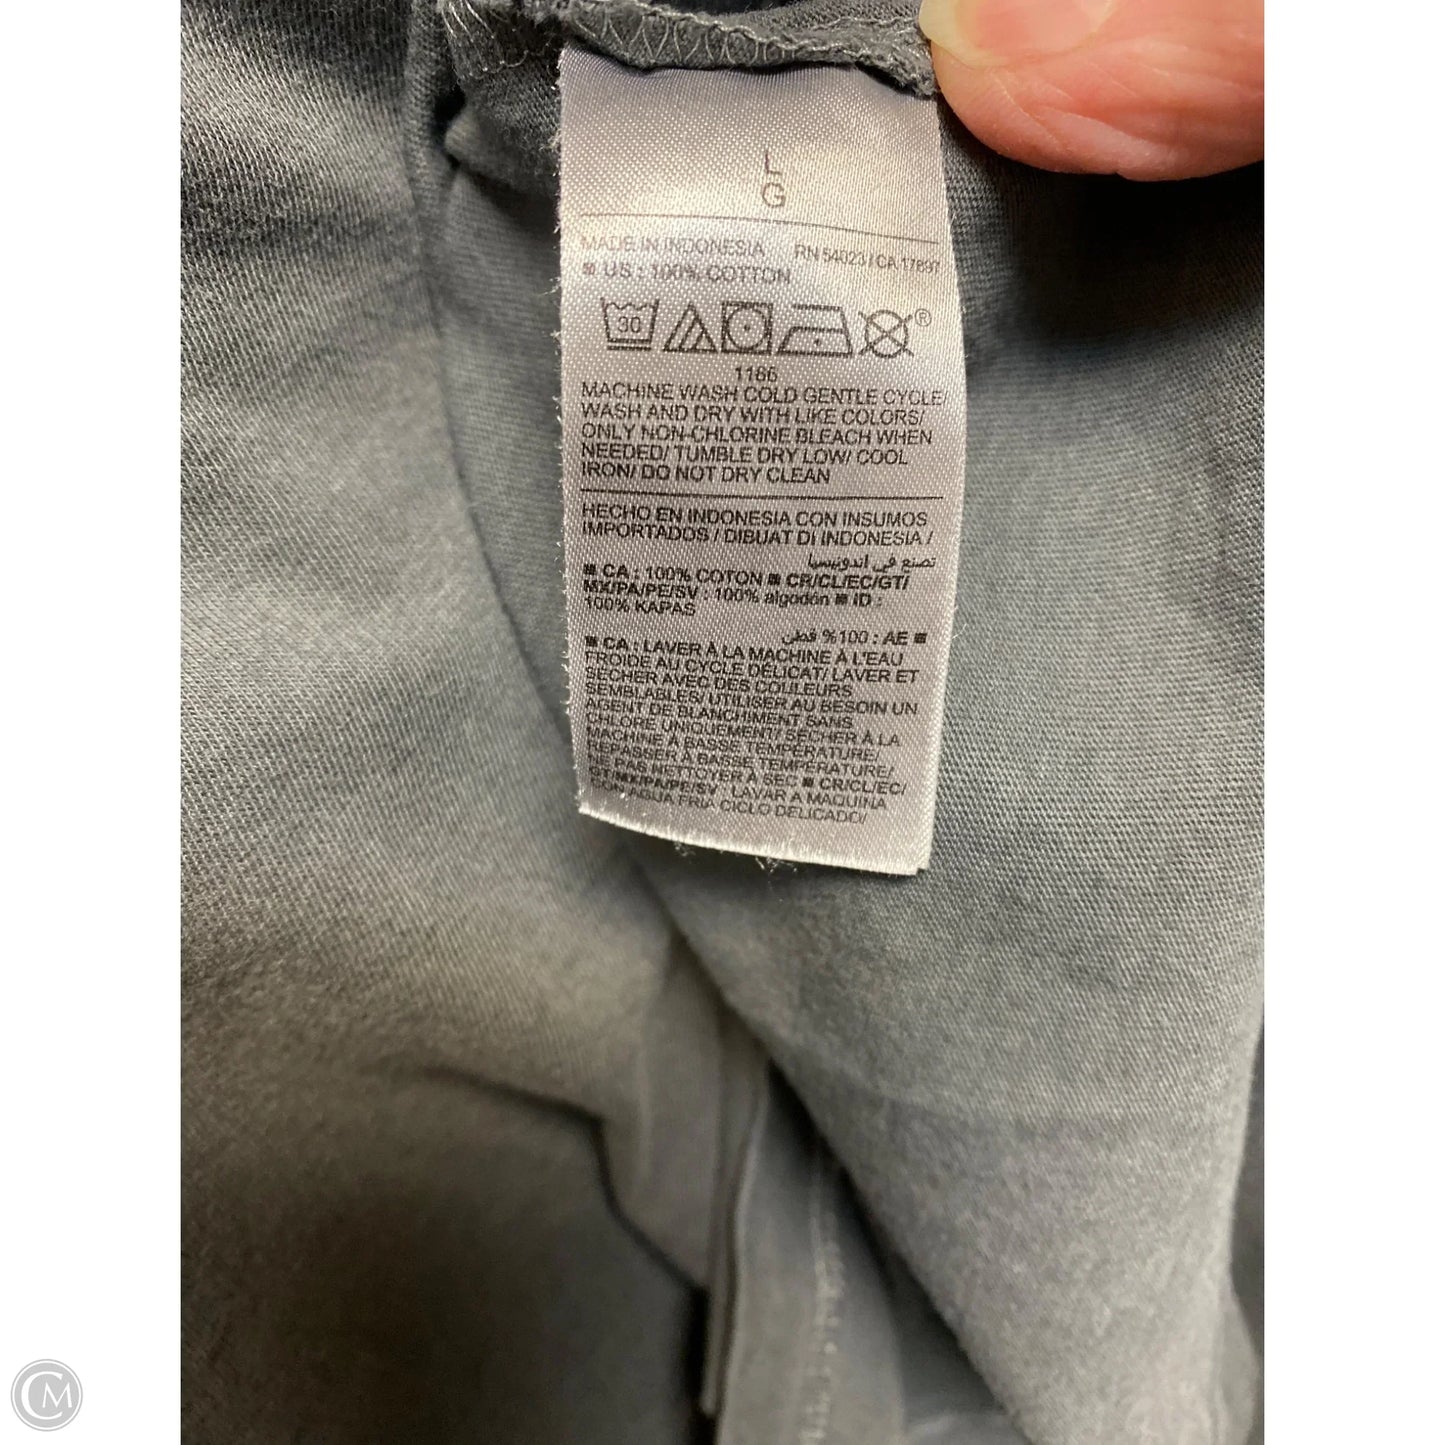 L
G
MADE IN INDONESIA RN 54023 / CA 17897
■ US : 100% COTTON
30 ®
1166
MACHINE WASH COLD GENTLE CYCLE/
WASH AND DRY WITH LIKE COLORS/
ONLY NON-CHLORINE BLEACH WHEN
NEEDED/ TUMBLE DRY LOW/ COOL
IRON/ DO NOT DRY CLEAN
HECHO EN INDONESIA CON INSUMOS
IMPORTADOS / DIBUAT DI INDONESIA /
تصنع في اندونيسيا
■ CA : 100% COTON ■ CR/CL/EC/GT/
MX/PA/PE/SV : 100% algodón ■ ID :
100% KAPAS
■ AE : 100% قطن
■ CA : LAVER À LA MACHINE À L'EAU
FROIDE AU CYCLE DÉLICAT/ LAVER ET
SÉCHER AVEC DES COULEURS
SEMBLABLES/ UTILISER AU BESOIN UN
AGENT DE BLANCHIMENT SANS
CHLORE UNIQUEMENT/ SÉCHER À LA
MACHINE À BASSE TEMPÉRATURE/
REPASSER À BASSE TEMPÉRATURE/
NE PAS NETTOYER À SEC ■ CR/CL/EC/
GT/MX/PA/PE/SV : LAVAR A MAQUINA
CON AGUA FRIA CICLO DELICADO/
CM